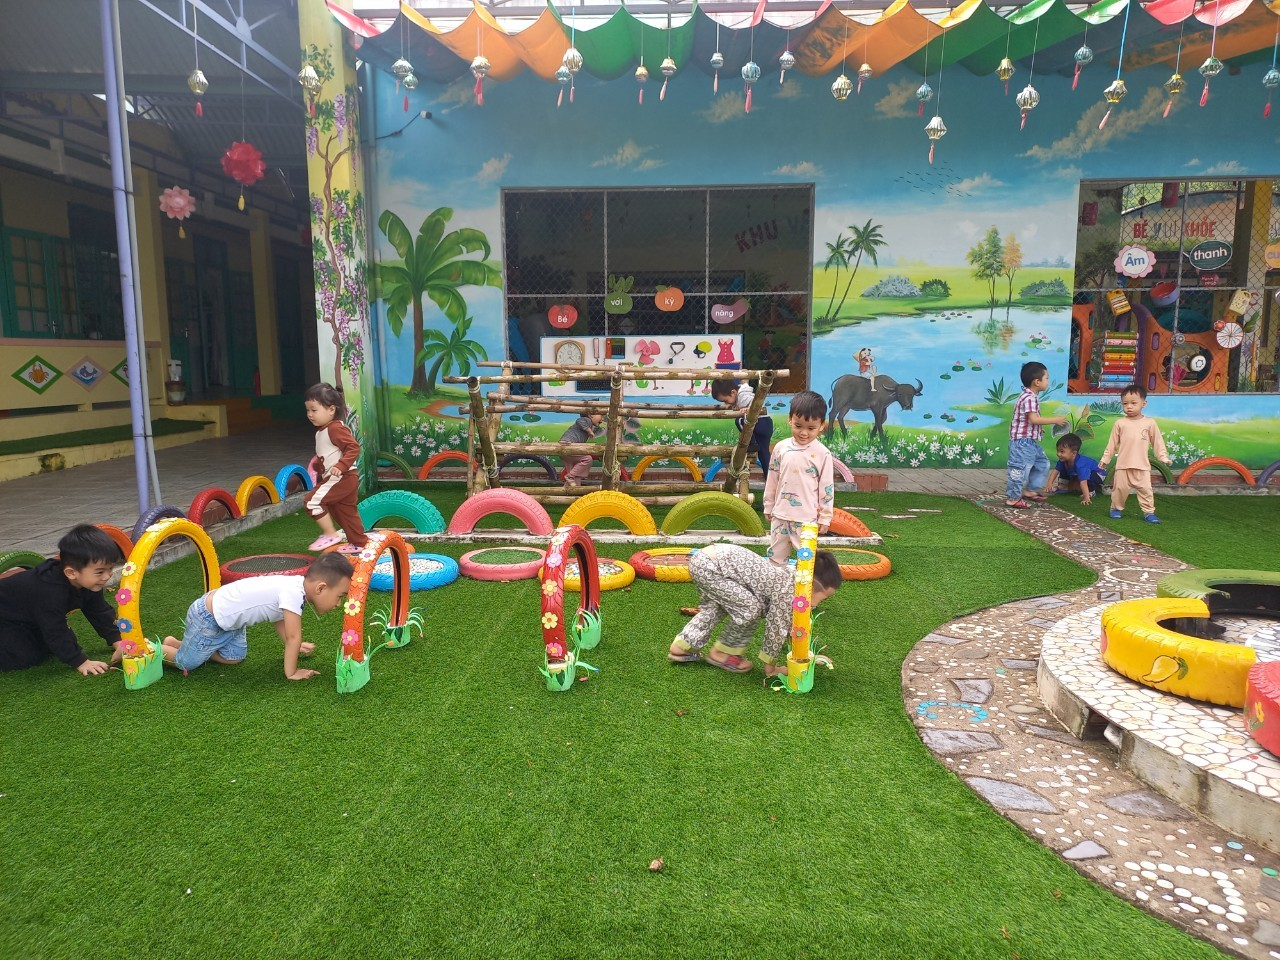 KHU V
BÉ VUI KHỎE
Âm
thanh
Bé
với
kỹ
năng